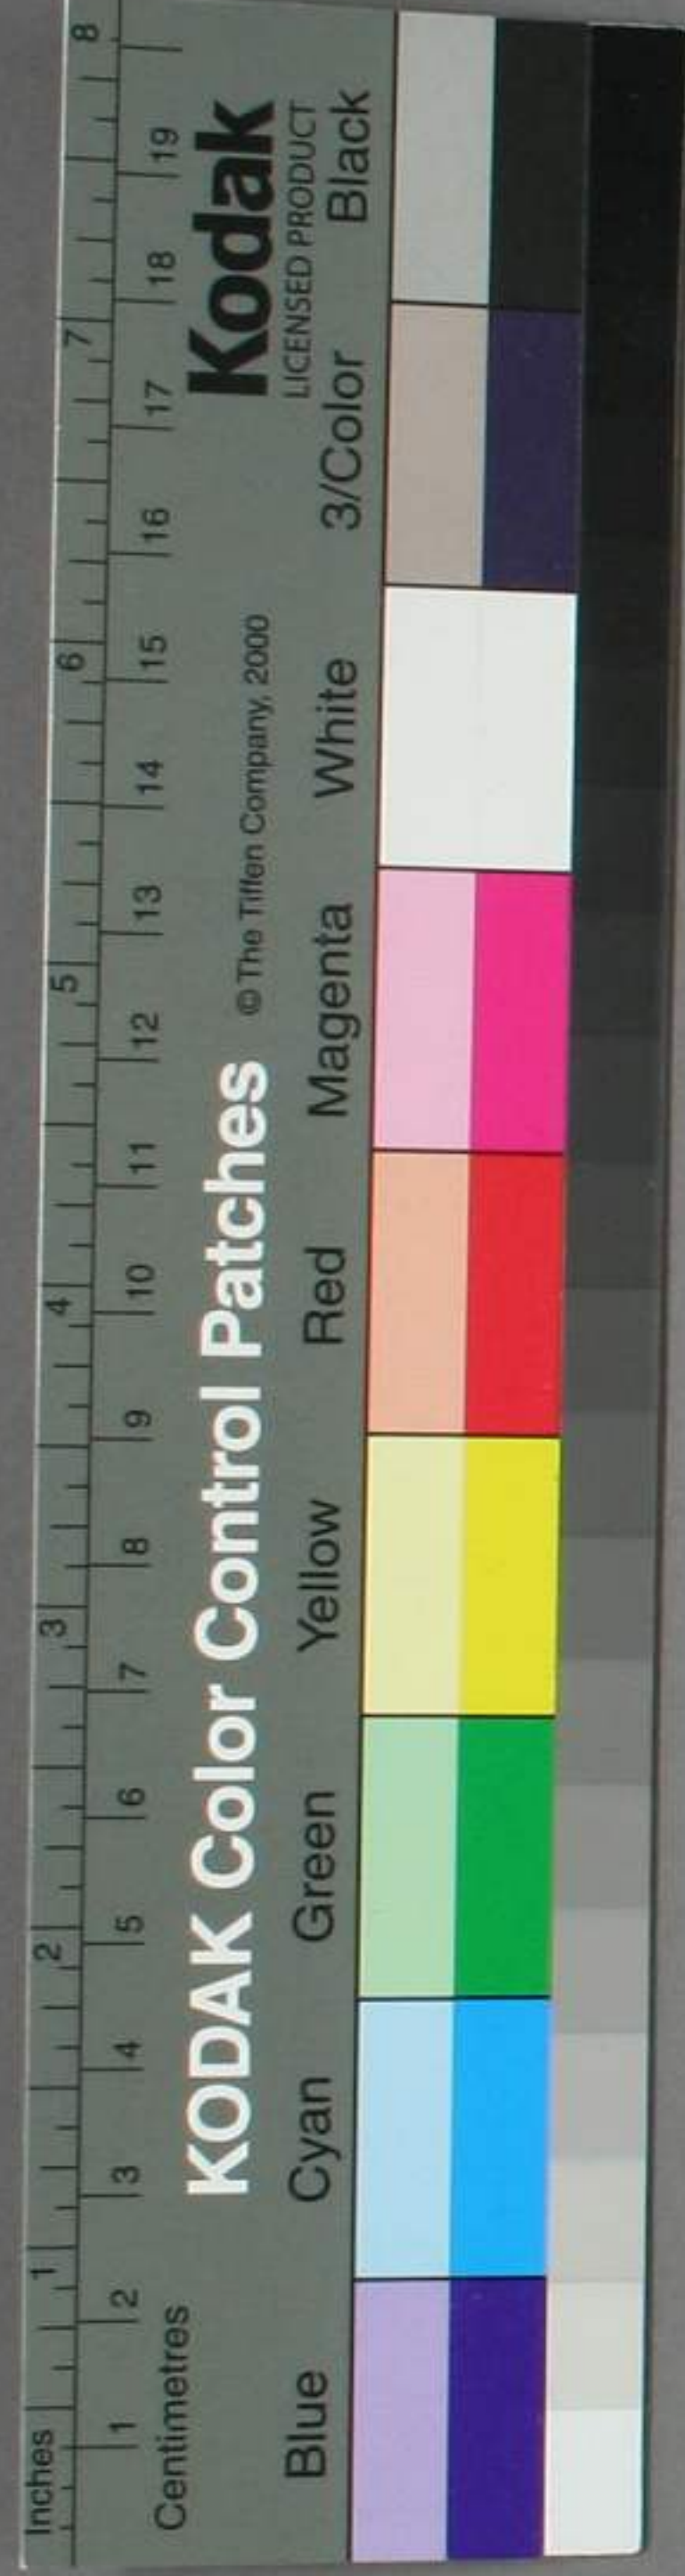 Inches 1 2 3 4 5 6 7 8
1 2 3 4 5 6 7 8 9 10 11 12 13 14 15 16 17 18 19
Centimetres
KODAK Color Control Patches © The Tiffen Company, 2000 Kodak
LICENSED PRODUCT
Blue Cyan Green Yellow Red Magenta White 3/Color Black